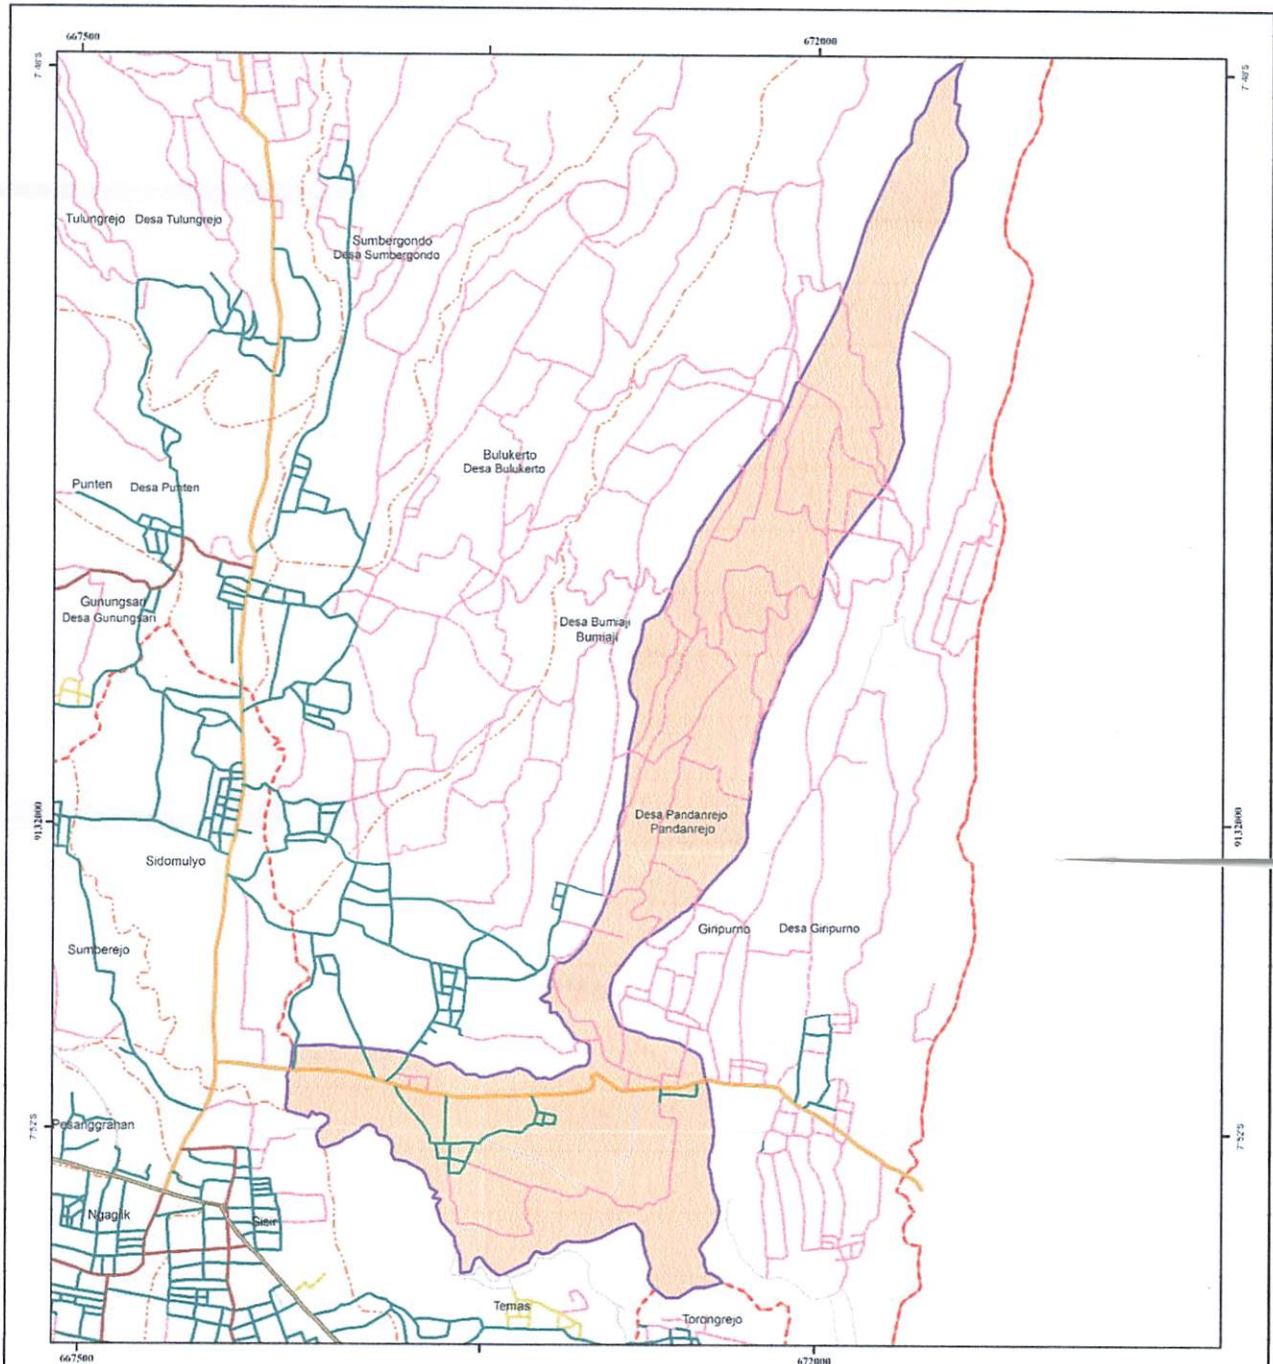 667500
672000
7°48'S
7°48'S
Tulungrejo
Desa Tulungrejo
Sumbergondo
Desa Sumbergondo
Bulukerto
Desa Bulukerto
Punten
Desa Punten
Gunungsari
Desa Gunungsari
Desa Bumiaji
Bumiaji
9132000
9132000
Desa Pandanrejo
Pandanrejo
Sidomulyo
Giripurno
Desa Giripurno
Sumberejo
7°52'S
7°52'S
Pesanggrahan
Ngaglik
Sisir
Temas
Torongrejo
667500
672000